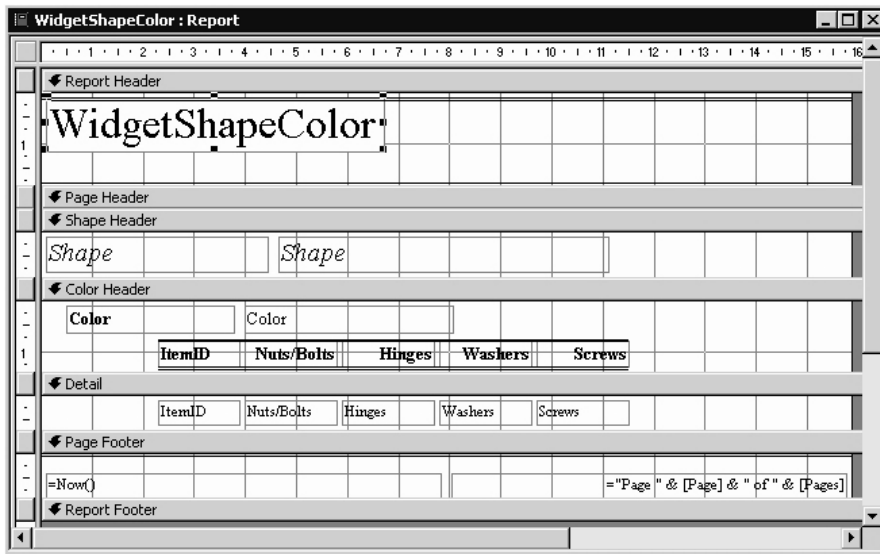 WidgetShapeColor : Report
1 2 3 4 5 6 7 8 9 10 11 12 13 14 15 16
Report Header
WidgetShapeColor
1
Page Header
Shape Header
Shape Shape
Color Header
Color Color
ItemID Nuts/Bolts Hinges Washers Screws
1
Detail
ItemID Nuts/Bolts Hinges Washers Screws
Page Footer
=Now() ="Page " & [Page] & " of " & [Pages]
Report Footer